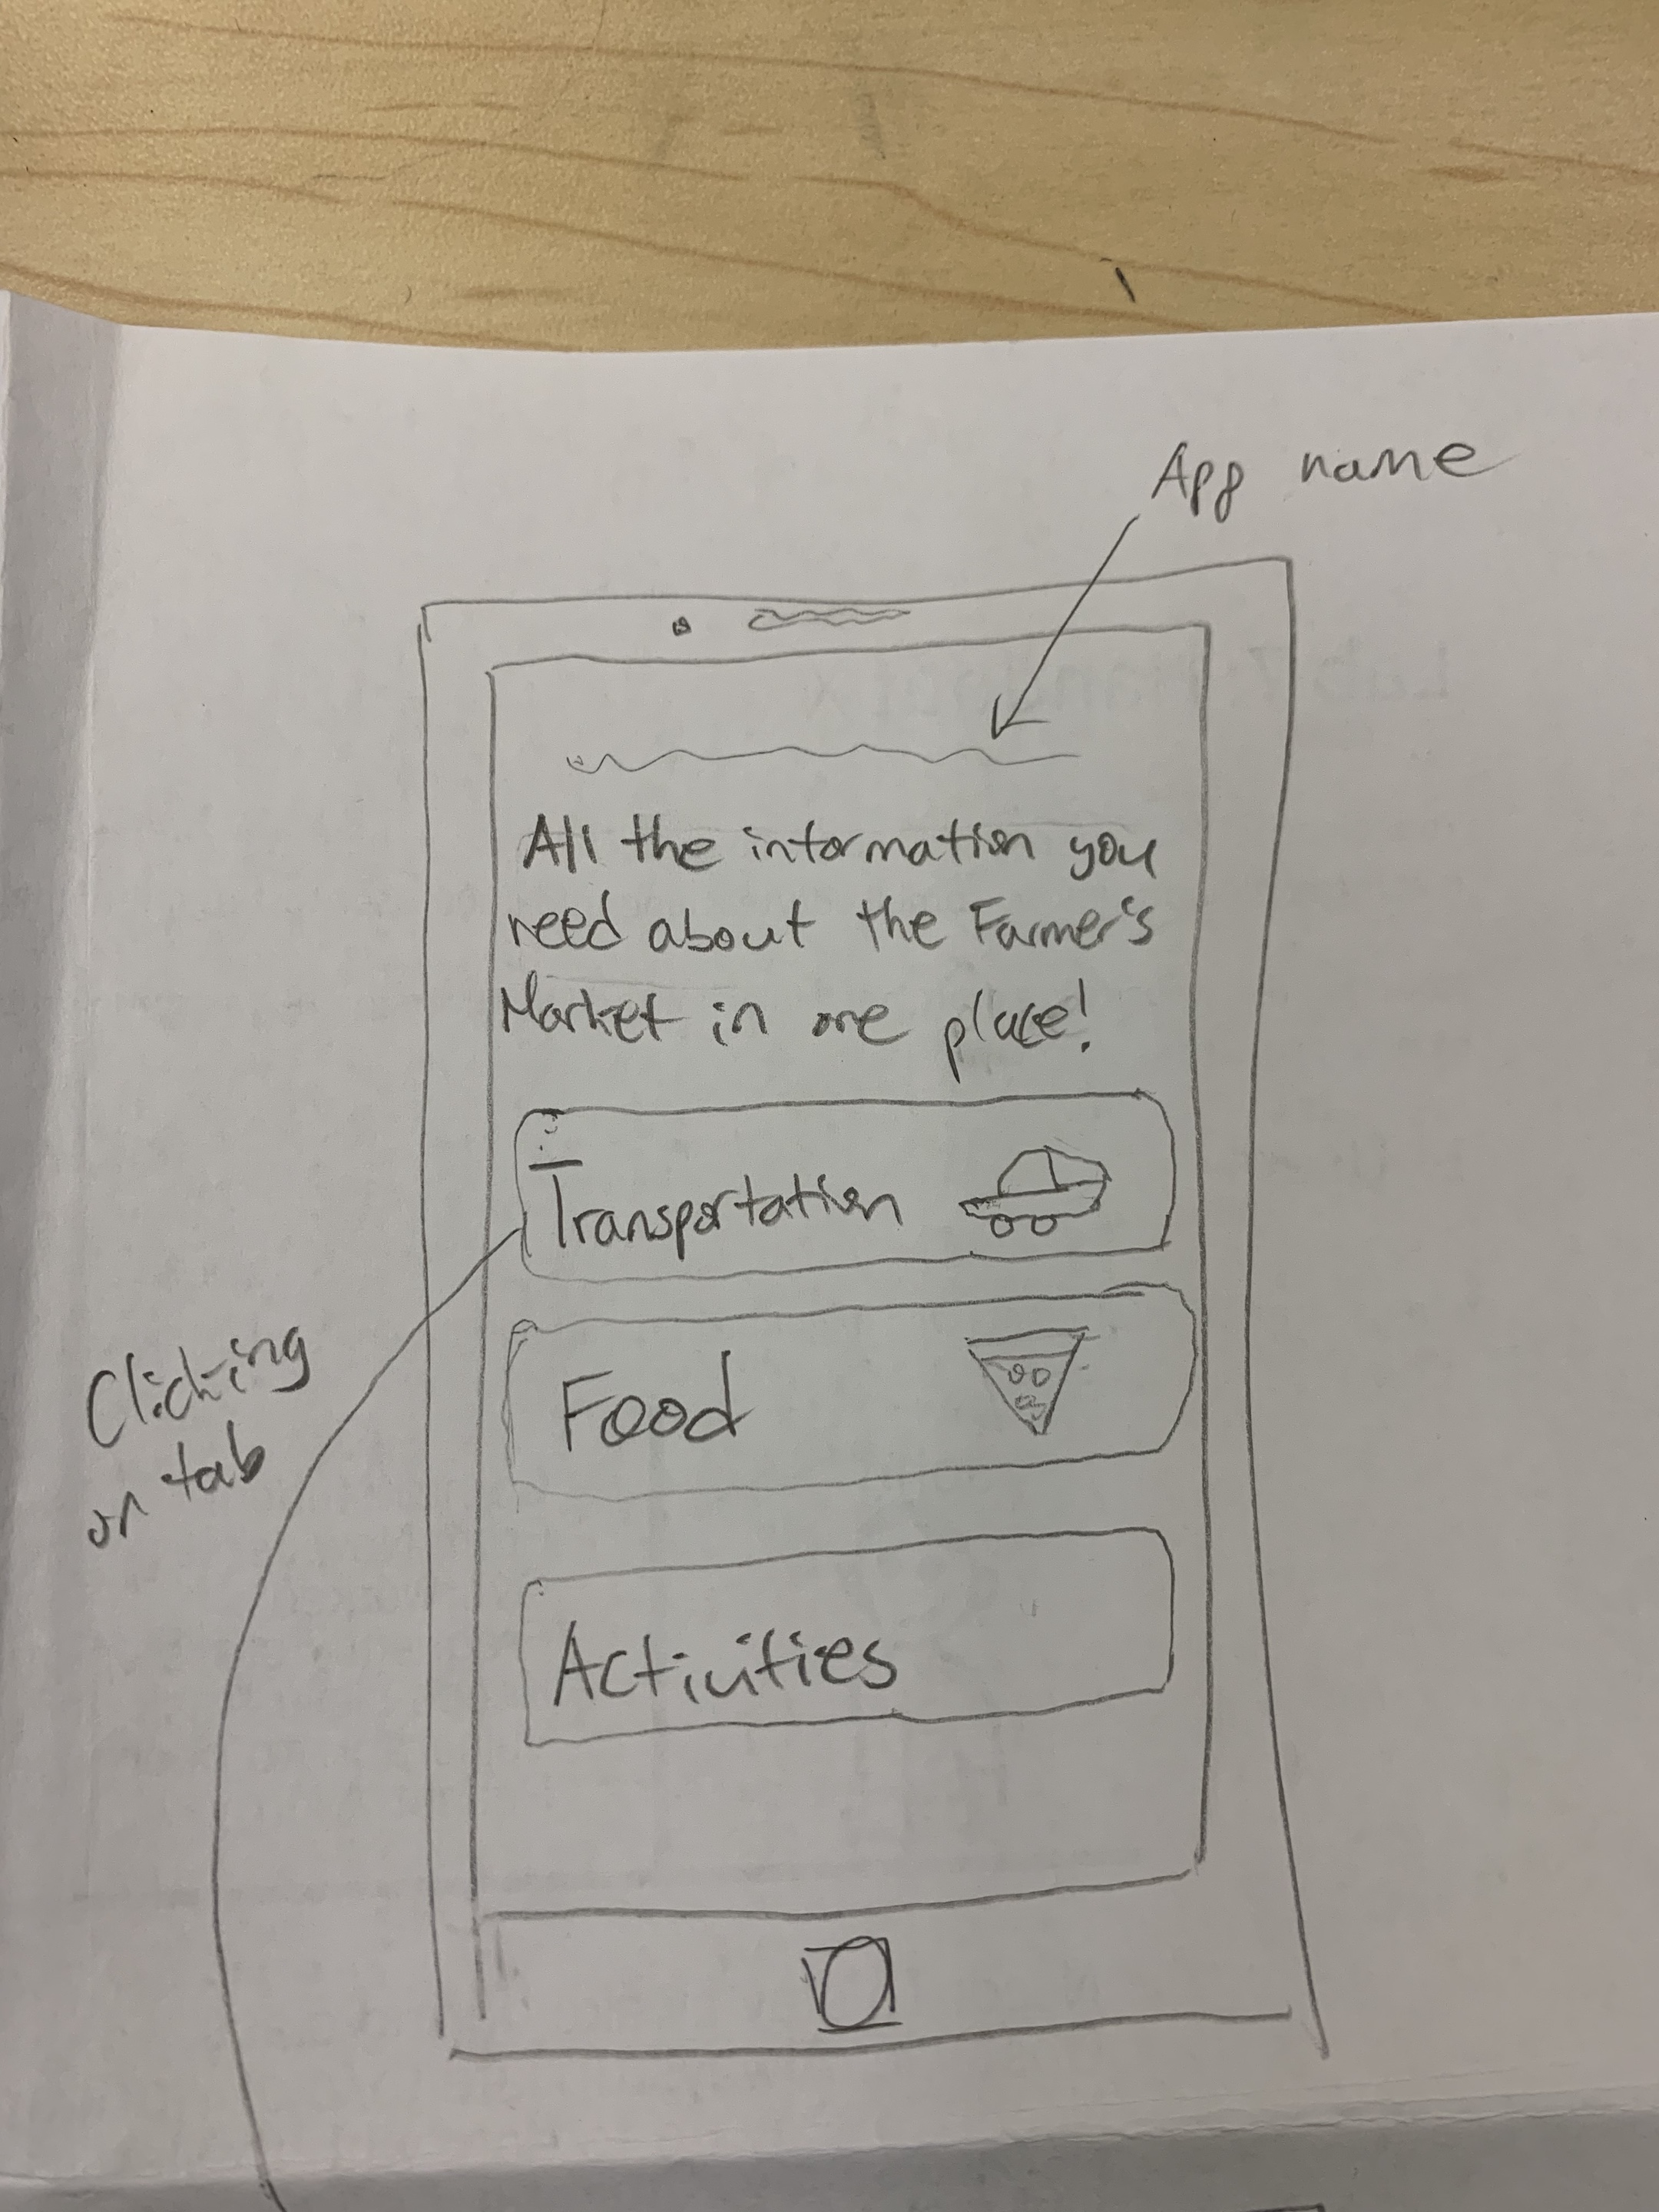 App name
All the information you
need about the Farmer's
Market in one place!
Transportation
Food
Activities
Clicking
on tab